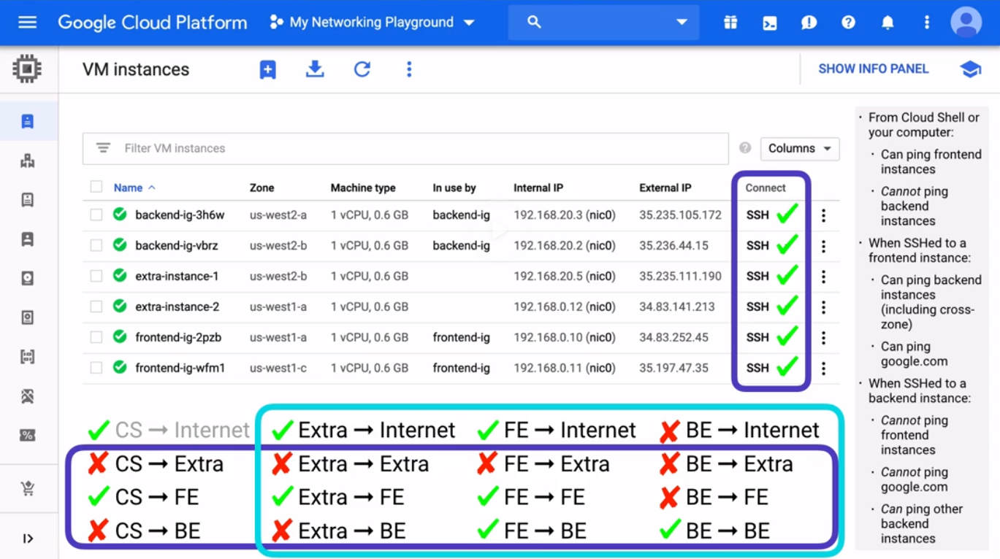 Google Cloud Platform
My Networking Playground
VM instances
SHOW INFO PANEL
Filter VM instances
Columns
Name Zone Machine type In use by Internal IP External IP Connect
backend-ig-3h6w us-west2-a 1 vCPU, 0.6 GB backend-ig 192.168.20.3 (nic0) 35.235.105.172 SSH
backend-ig-vbrz us-west2-b 1 vCPU, 0.6 GB backend-ig 192.168.20.2 (nic0) 35.236.44.15 SSH
extra-instance-1 us-west2-b 1 vCPU, 0.6 GB 192.168.20.5 (nic0) 35.235.111.190 SSH
extra-instance-2 us-west1-a 1 vCPU, 0.6 GB 192.168.0.12 (nic0) 34.83.141.213 SSH
frontend-ig-2pzb us-west1-a 1 vCPU, 0.6 GB frontend-ig 192.168.0.10 (nic0) 34.83.252.45 SSH
frontend-ig-wfm1 us-west1-c 1 vCPU, 0.6 GB frontend-ig 192.168.0.11 (nic0) 35.197.47.35 SSH
✓ CS → Internet ✓ Extra → Internet ✓ FE → Internet ✘ BE → Internet
✘ CS → Extra ✘ Extra → Extra ✘ FE → Extra ✘ BE → Extra
✓ CS → FE ✓ Extra → FE ✓ FE → FE ✘ BE → FE
✘ CS → BE ✘ Extra → BE ✓ FE → BE ✓ BE → BE
· From Cloud Shell or
your computer:
· Can ping frontend
instances
· Cannot ping
backend
instances
· When SSHed to a
frontend instance:
· Can ping backend
instances
(including cross-
zone)
· Can ping
google.com
· When SSHed to a
backend instance:
· Cannot ping
frontend
instances
· Cannot ping
google.com
· Can ping other
backend
instances